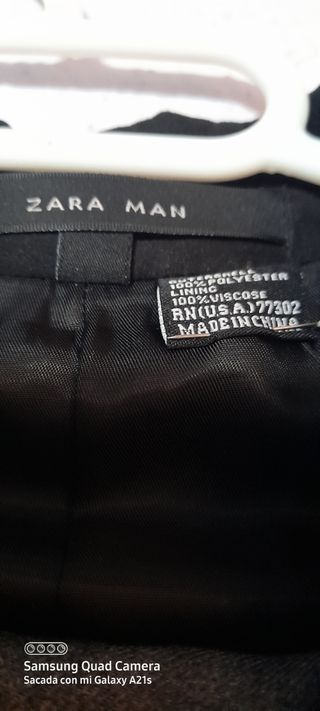 ZARA MAN
100%POLYESTER
LINING
100%VISCOSE
RN(U.S.A.)77302
MADE IN CHINA
Samsung Quad Camera
Sacada con mi Galaxy A21s